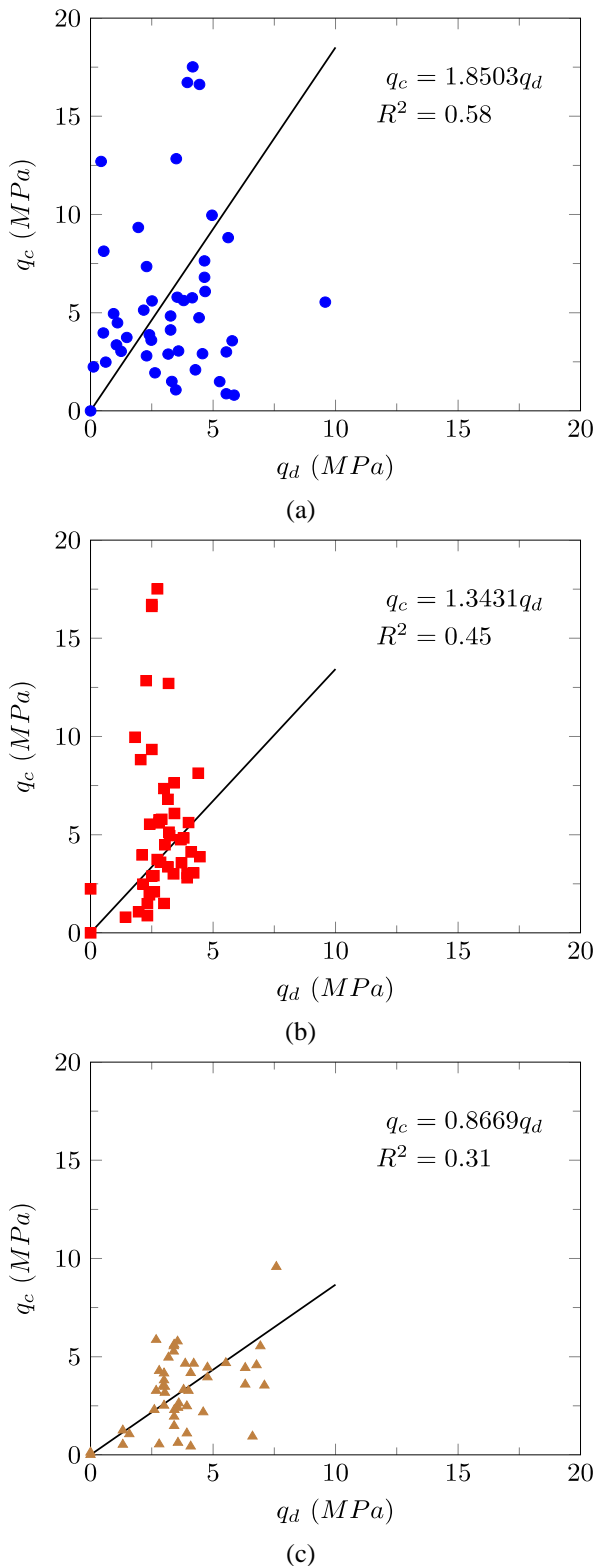 20
q_c = 1.8503q_d
R^2 = 0.58
15
q_c (MPa)
10
5
0
0 5 10 15 20
q_d (MPa)
(a)
20
q_c = 1.3431q_d
R^2 = 0.45
15
q_c (MPa)
10
5
0
0 5 10 15 20
q_d (MPa)
(b)
20
q_c = 0.8669q_d
R^2 = 0.31
15
q_c (MPa)
10
5
0
0 5 10 15 20
q_d (MPa)
(c)